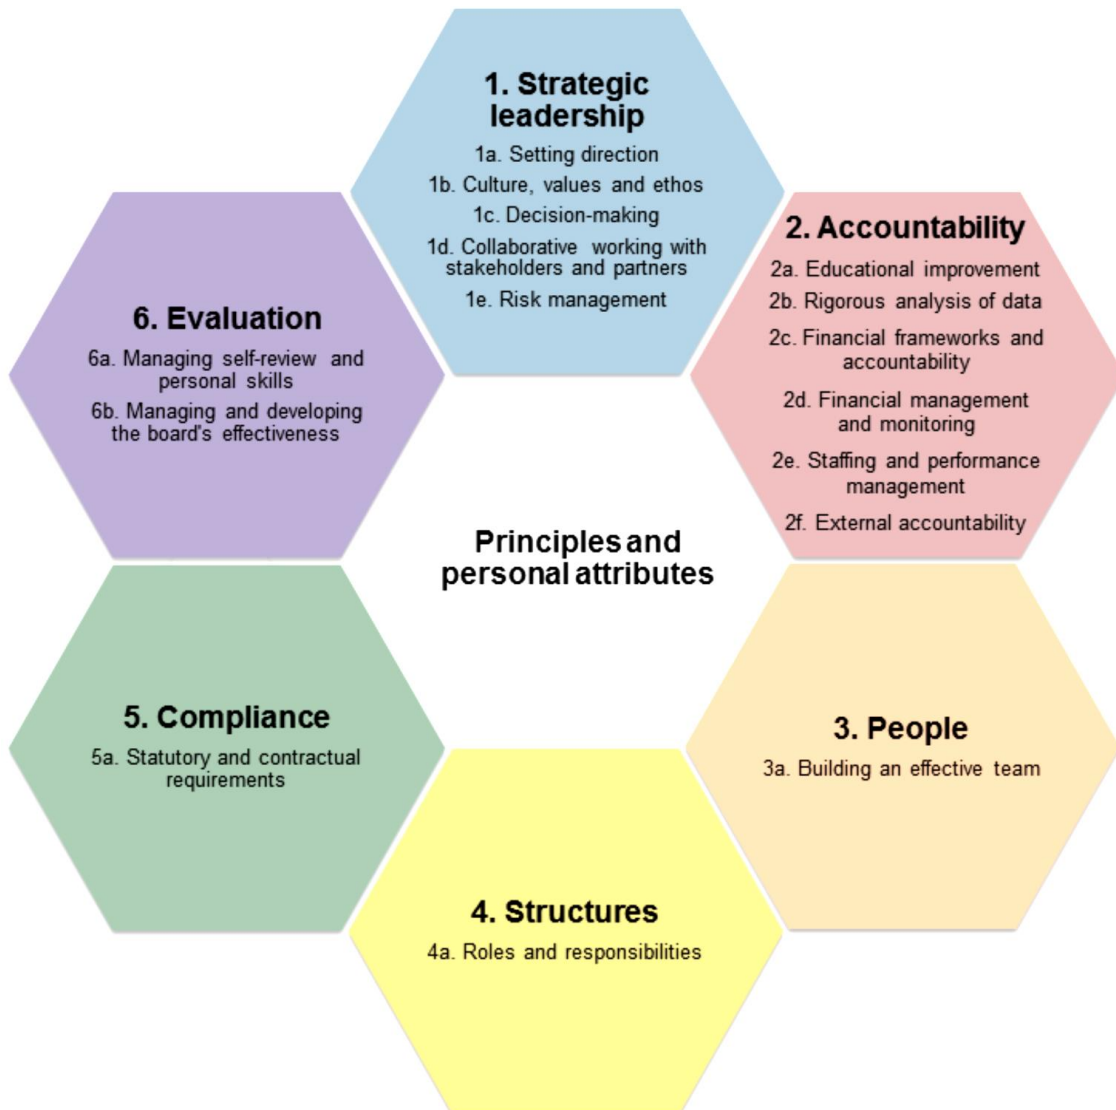 1. Strategic
leadership
1a. Setting direction
1b. Culture, values and ethos
1c. Decision-making
1d. Collaborative working with
stakeholders and partners
1e. Risk management
2. Accountability
2a. Educational improvement
2b. Rigorous analysis of data
2c. Financial frameworks and
accountability
2d. Financial management
and monitoring
2e. Staffing and performance
management
2f. External accountability
3. People
3a. Building an effective team
4. Structures
4a. Roles and responsibilities
5. Compliance
5a. Statutory and contractual
requirements
6. Evaluation
6a. Managing self-review and
personal skills
6b. Managing and developing
the board's effectiveness
Principles and
personal attributes